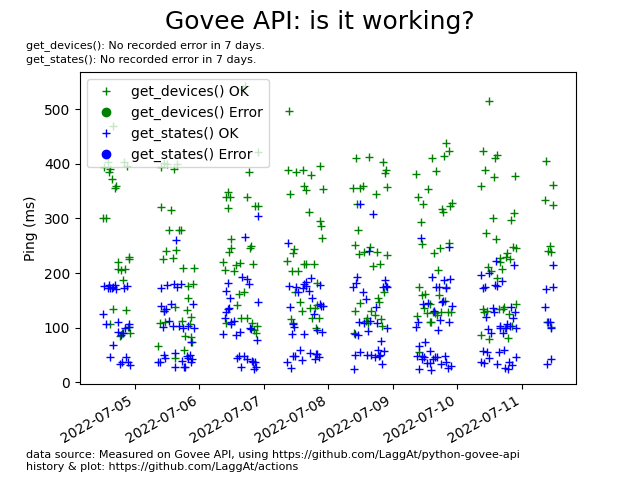 Govee API: is it working?
get_devices(): No recorded error in 7 days.
get_states(): No recorded error in 7 days.
get_devices() OK
get_devices() Error
get_states() OK
get_states() Error
Ping (ms)
500
400
300
200
100
0
2022-07-05
2022-07-06
2022-07-07
2022-07-08
2022-07-09
2022-07-10
2022-07-11
data source: Measured on Govee API, using https://github.com/LaggAt/python-govee-api
history & plot: https://github.com/LaggAt/actions